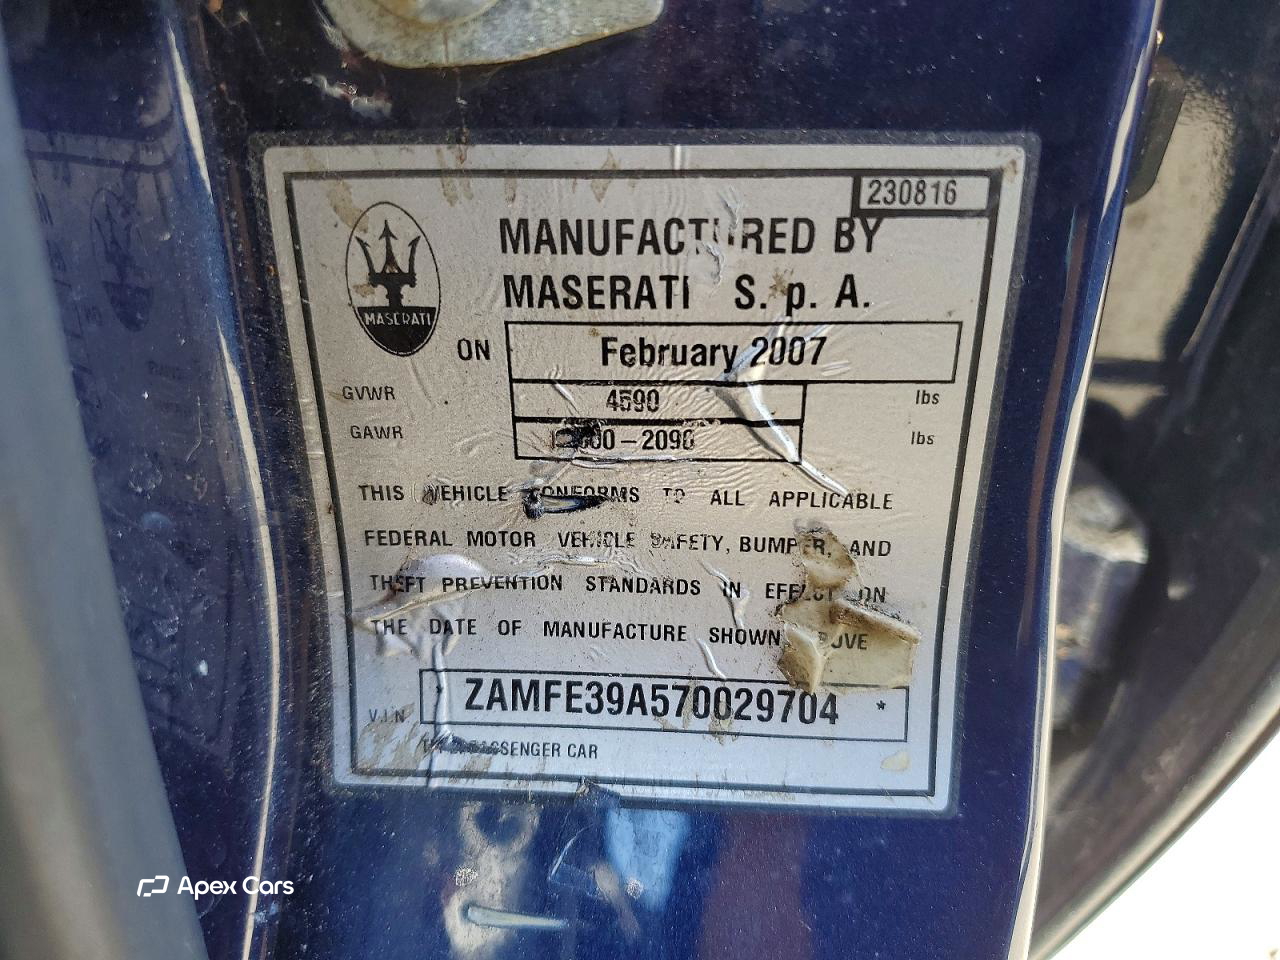 230816
MANUFACTURED BY
MASERATI S. p. A.
MASERATI
ON February 2007
GVWR 4590 lbs
GAWR -2090 lbs
THIS VEHICLE CONFORMS TO ALL APPLICABLE
FEDERAL MOTOR VEHICLE SAFETY, BUMPER, AND
THEFT PREVENTION STANDARDS IN EFFECT ON
THE DATE OF MANUFACTURE SHOWN ABOVE
V.I.N. * ZAMFE39A570029704 *
PASSENGER CAR
Apex Cars